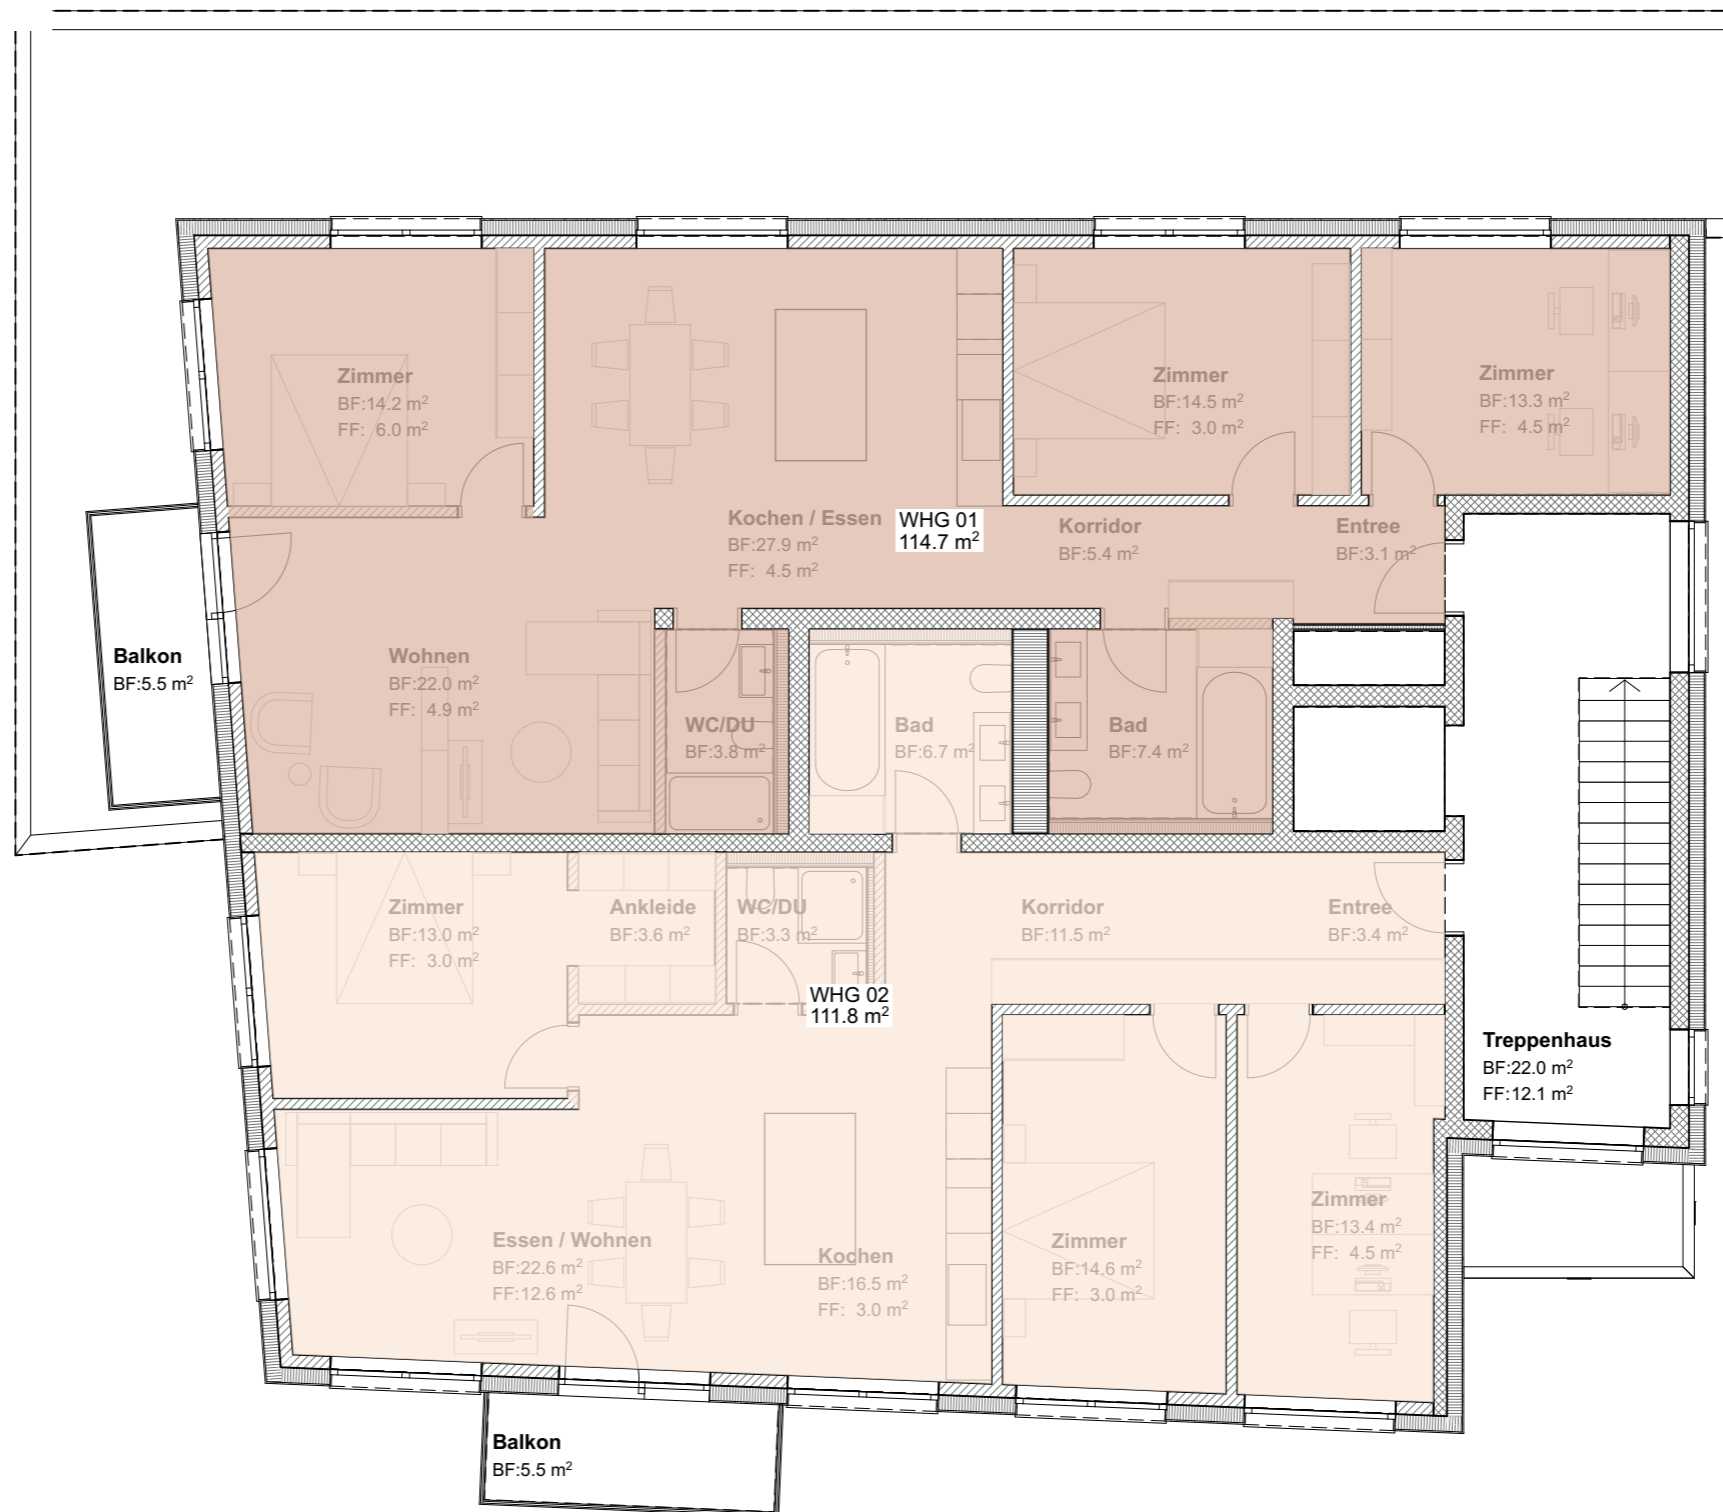 Zimmer
BF:14.2 m²
FF: 6.0 m²
Zimmer
BF:14.5 m²
FF: 3.0 m²
Zimmer
BF:13.3 m²
FF: 4.5 m²
Kochen / Essen
BF:27.9 m²
FF: 4.5 m²
WHG 01
114.7 m²
Korridor
BF:5.4 m²
Entree
BF:3.1 m²
Balkon
BF:5.5 m²
Wohnen
BF:22.0 m²
FF: 4.9 m²
WC/DU
BF:3.8 m²
Bad
BF:6.7 m²
Bad
BF:7.4 m²
Zimmer
BF:13.0 m²
FF: 3.0 m²
Ankleide
BF:3.6 m²
WC/DU
BF:3.3 m²
Korridor
BF:11.5 m²
Entree
BF:3.4 m²
WHG 02
111.8 m²
Treppenhaus
BF:22.0 m²
FF:12.1 m²
Essen / Wohnen
BF:22.6 m²
FF:12.6 m²
Kochen
BF:16.5 m²
FF: 3.0 m²
Zimmer
BF:14.6 m²
FF: 3.0 m²
Zimmer
BF:13.4 m²
FF: 4.5 m²
Balkon
BF:5.5 m²